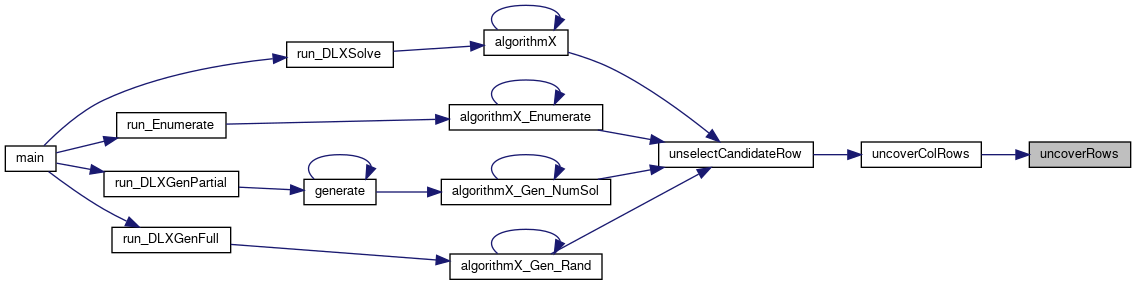 algorithmX
run_DLXSolve
algorithmX_Enumerate
run_Enumerate
main
unselectCandidateRow
uncoverColRows
uncoverRows
run_DLXGenPartial
generate
algorithmX_Gen_NumSol
run_DLXGenFull
algorithmX_Gen_Rand